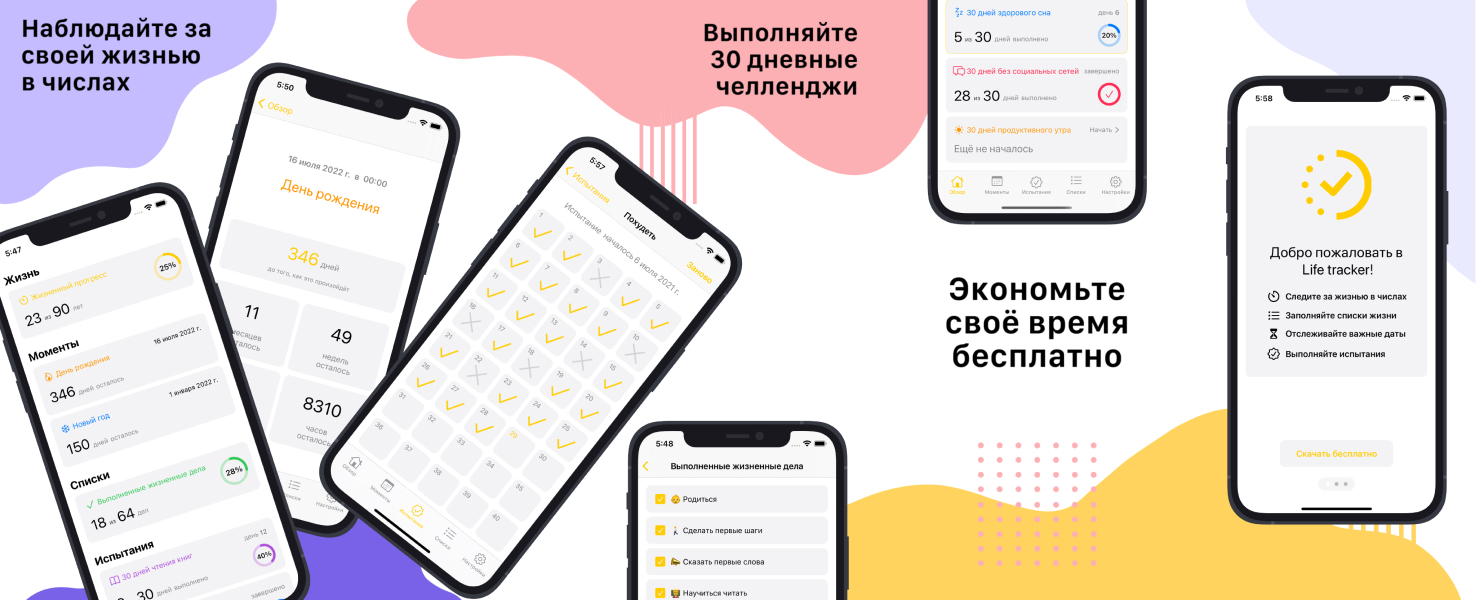 Наблюдайте за
своей жизнью
в числах
5:47
Жизнь
Жизненный прогресс
23 из 90 лет
25%
Моменты
День рождения
16 июля 2022 г.
346 дней осталось
Новый год
1 января 2022 г.
150 дней осталось
Списки
Выполненные жизненные дела
18 из 64 дел
28%
Испытания
30 дней чтения книг
день 12
30 дней выполнено
40%
завершено
5:50
Обзор
16 июля 2022 г. в 00:00
День рождения
346 дней
до того, как это произойдёт
11
месяцев
осталось
49
недель
осталось
8310
часов
осталось
Списки
Настройки
5:57
Испытания
Похудеть
Заново
Испытание началось 6 июля 2021 г.
1
2
3
4
5
6
7
8
9
10
11
12
13
14
15
16
17
18
19
20
21
22
23
24
25
26
27
28
29
30
31
32
33
34
35
36
37
38
39
40
Обзор
Моменты
Испытания
Списки
Настройки
Выполняйте
30 дневные
челленджи
5:48
Выполненные жизненные дела
Родиться
Сделать первые шаги
Сказать первые слова
Научиться читать
30 дней здорового сна
день 6
5 из 30 дней выполнено
20%
30 дней без социальных сетей
завершено
28 из 30 дней выполнено
30 дней продуктивного утра
Начать
Ещё не началось
Обзор
Моменты
Испытания
Списки
Настройки
Экономьте
своё время
бесплатно
5:58
Добро пожаловать в
Life tracker!
Следите за жизнью в числах
Заполняйте списки жизни
Отслеживайте важные даты
Выполняйте испытания
Скачать бесплатно